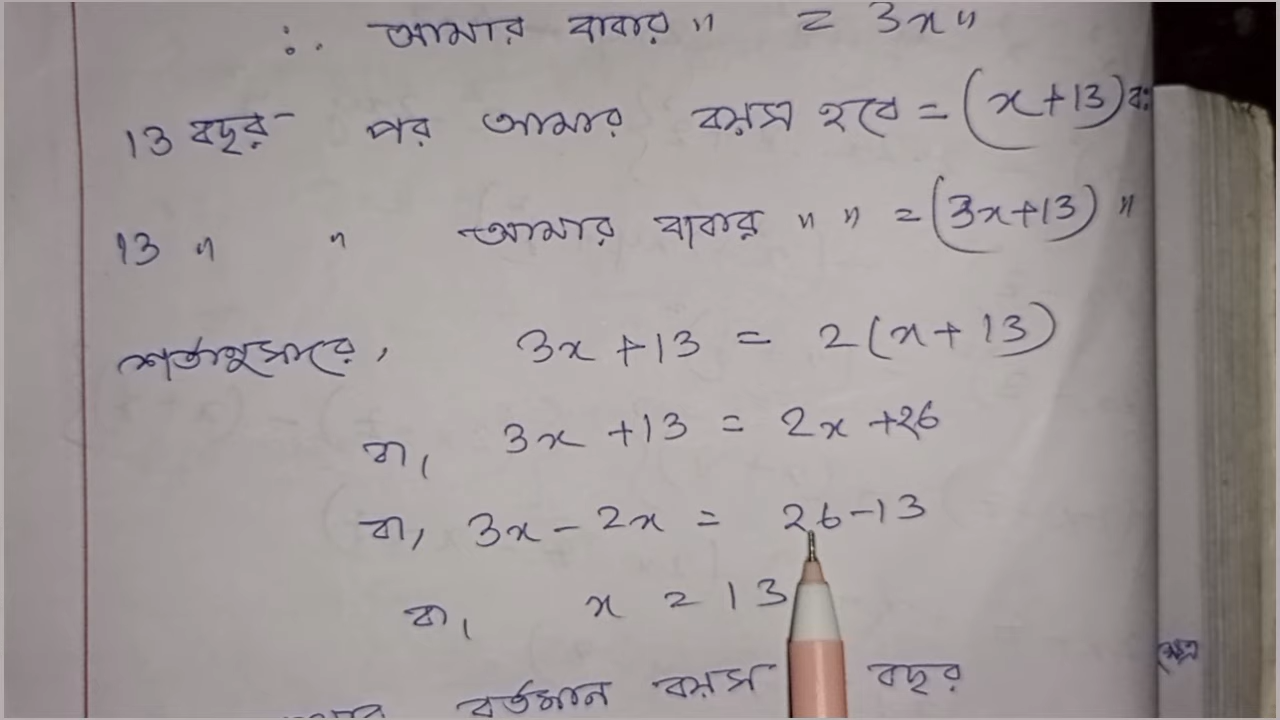 ∴ আমার বাবার " = 3x "
13 বছর পর আমার বয়স হবে = (x+13) ব:
13 " " আমার বাবার " " = (3x+13) "
শর্তানুসারে, 3x+13 = 2(x+13)
বা, 3x+13 = 2x+26
বা, 3x-2x = 26-13
বা, x = 13
বর্তমান বয়স বছর